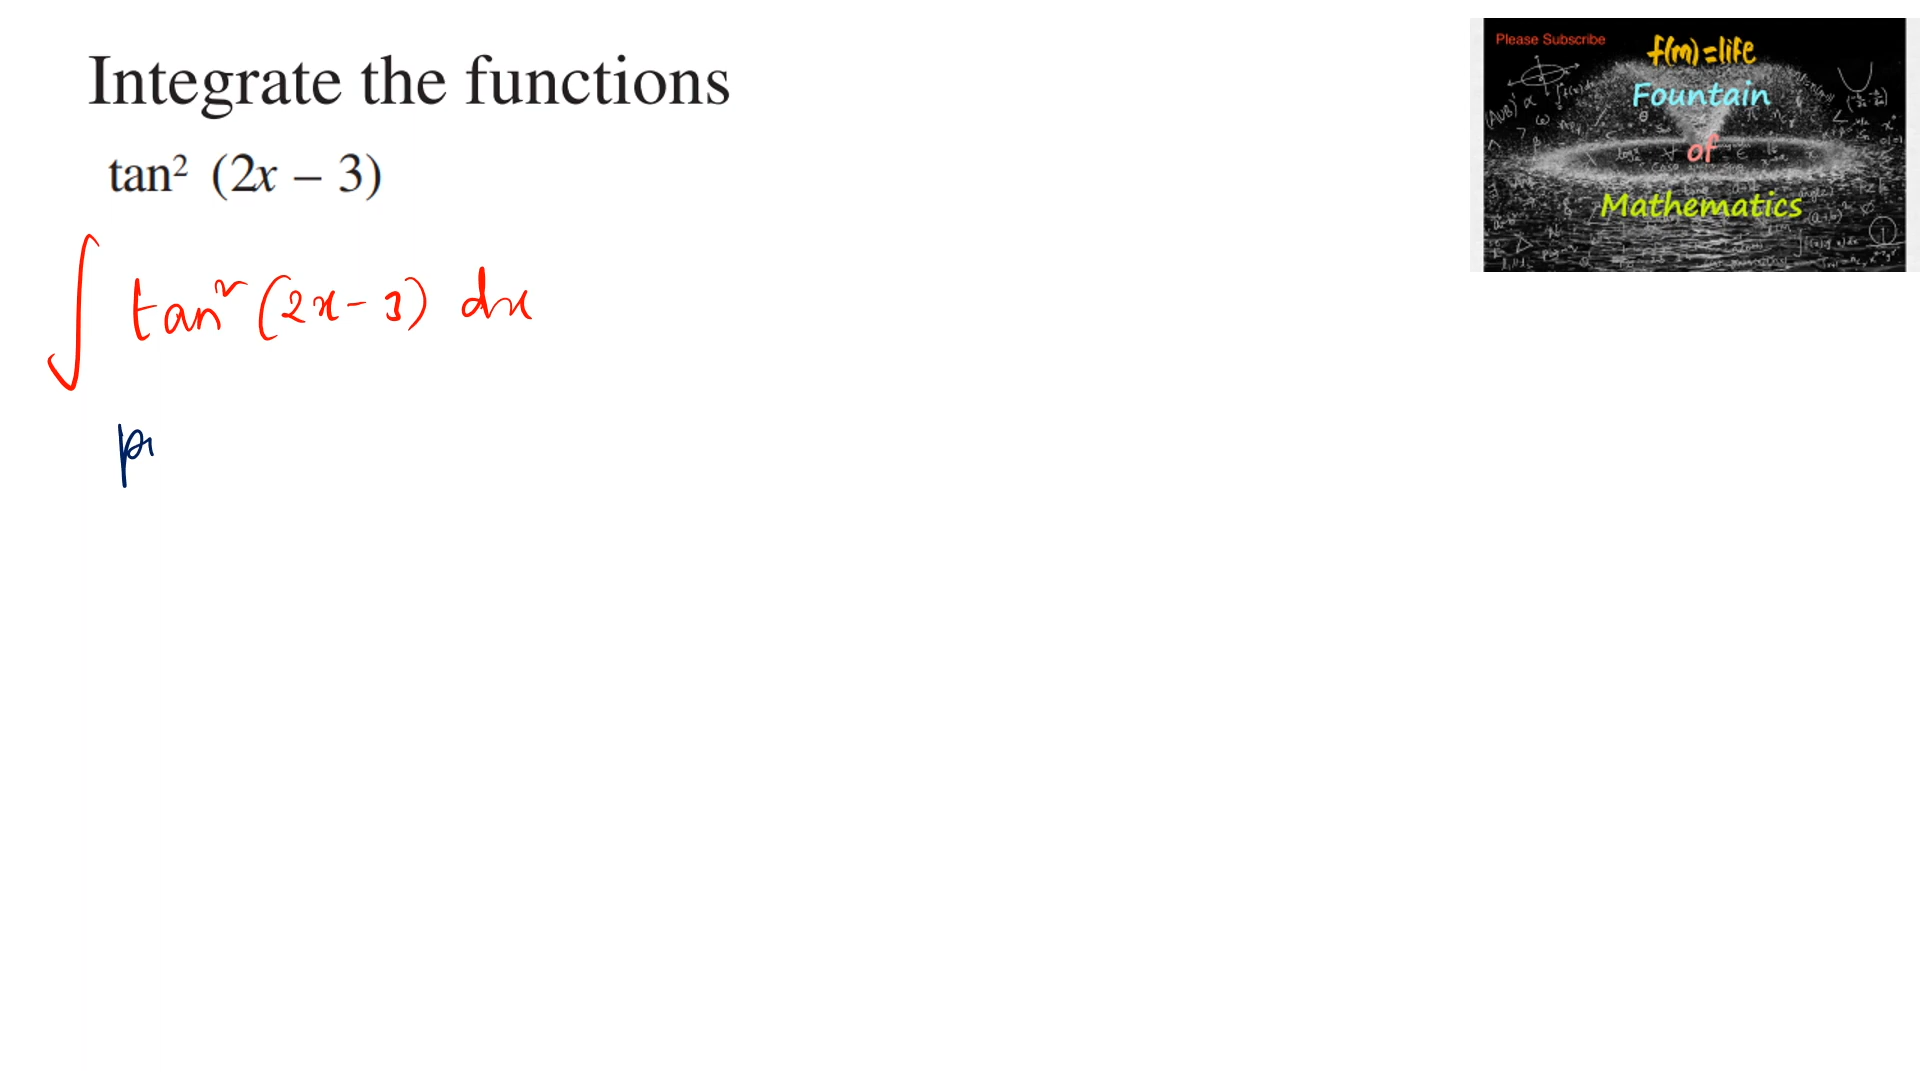 Integrate the functions
tan² (2x – 3)
∫ tan² (2x-3) dx
Please Subscribe
f(m)=life
Fountain
of
Mathematics